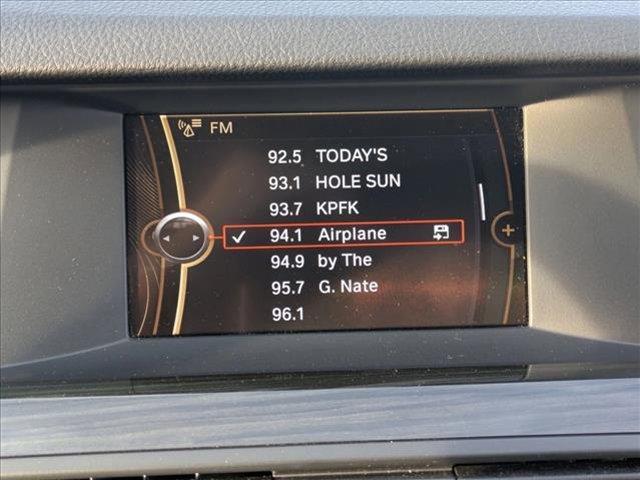 FM
92.5 TODAY'S
93.1 HOLE SUN
93.7 KPFK
94.1 Airplane
94.9 by The
95.7 G. Nate
96.1